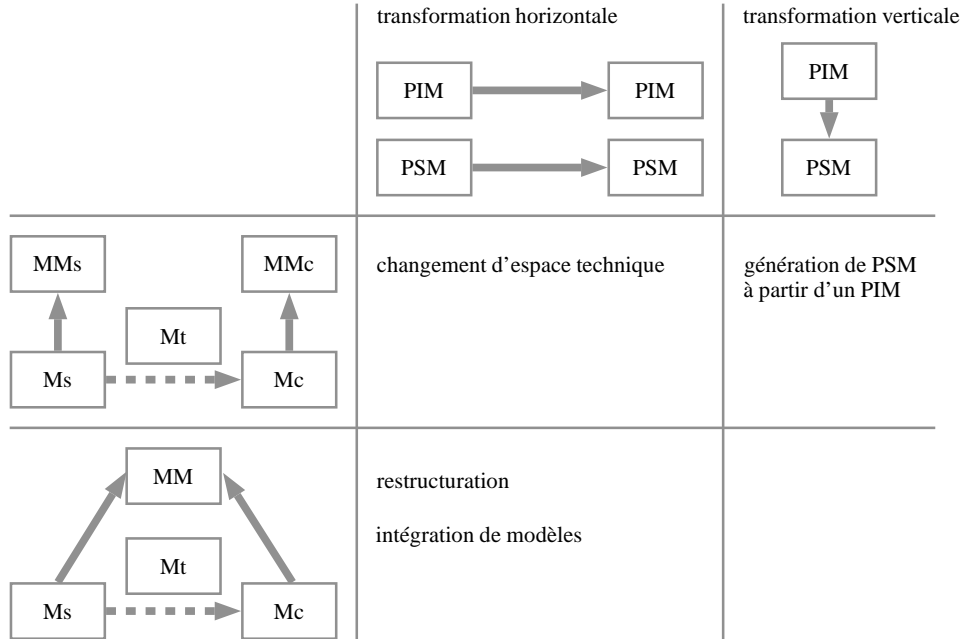 transformation horizontale
transformation verticale
PIM
PIM
PIM
PSM
PSM
PSM
MMs
MMc
changement d’espace technique
génération de PSM
à partir d’un PIM
Mt
Ms
Mc
MM
restructuration
intégration de modèles
Mt
Ms
Mc